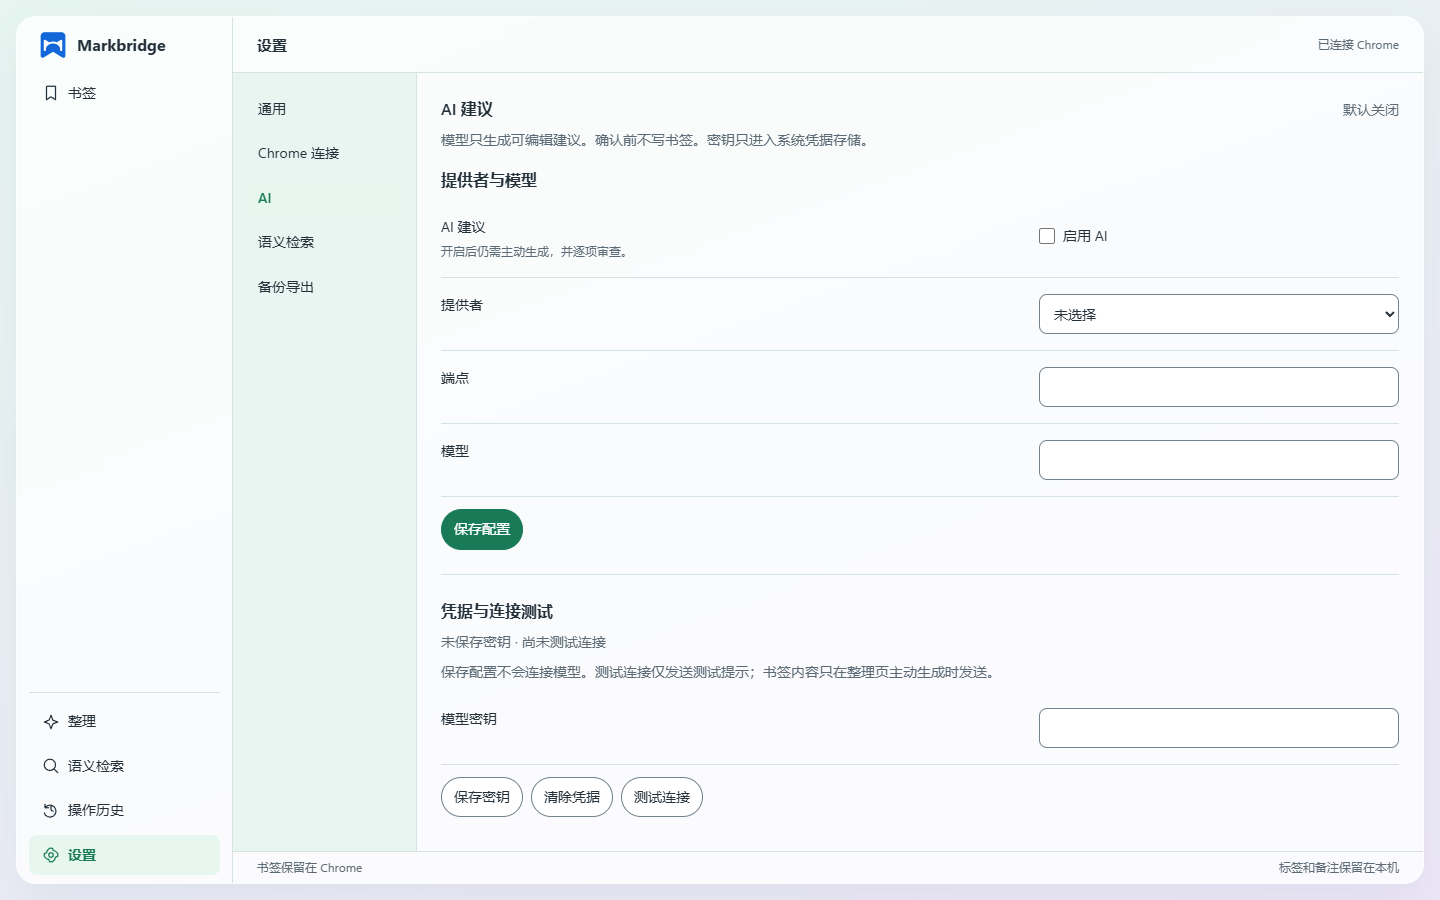 Markbridge
书签
整理
语义检索
操作历史
设置
设置
已连接 Chrome
通用
Chrome 连接
AI
语义检索
备份导出
AI 建议
默认关闭
模型只生成可编辑建议。确认前不写书签。密钥只进入系统凭据存储。
提供者与模型
AI 建议
开启后仍需主动生成，并逐项审查。
启用 AI
提供者
未选择
端点
模型
保存配置
凭据与连接测试
未保存密钥 · 尚未测试连接
保存配置不会连接模型。测试连接仅发送测试提示；书签内容只在整理页主动生成时发送。
模型密钥
保存密钥
清除凭据
测试连接
书签保留在 Chrome
标签和备注保留在本机